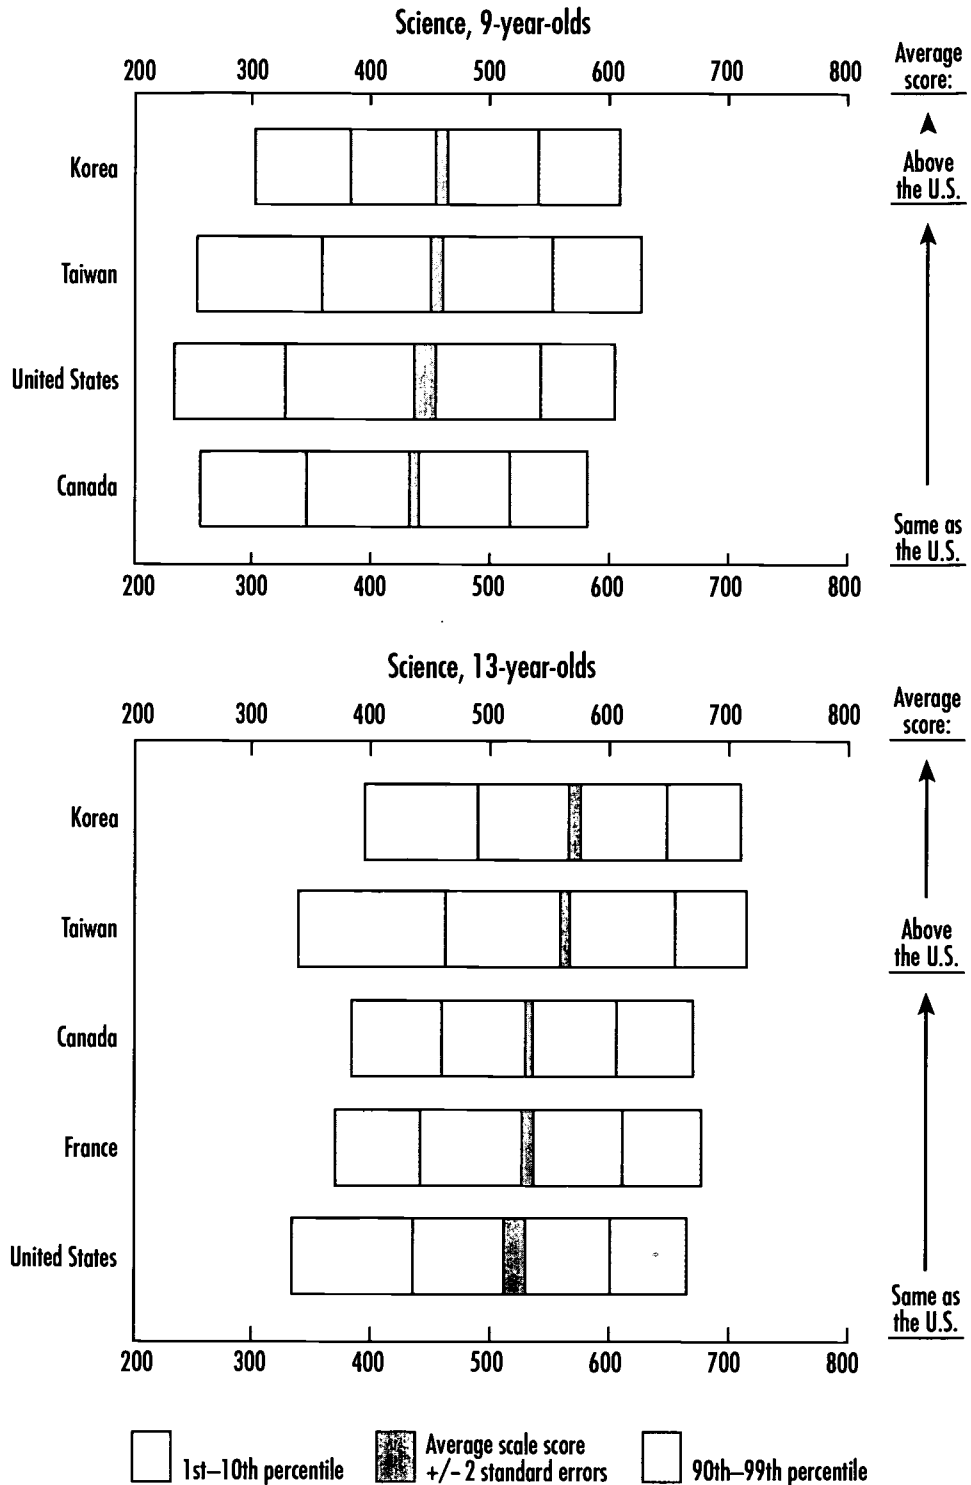 Science, 9-year-olds
200 300 400 500 600 700 800
Average
score:
Korea
Above
the U.S.
Taiwan
United States
Canada
Same as
the U.S.
200 300 400 500 600 700 800
Science, 13-year-olds
200 300 400 500 600 700 800
Average
score:
Korea
Taiwan
Above
the U.S.
Canada
France
United States
Same as
the U.S.
200 300 400 500 600 700 800
1st–10th percentile
Average scale score
+/– 2 standard errors
90th–99th percentile